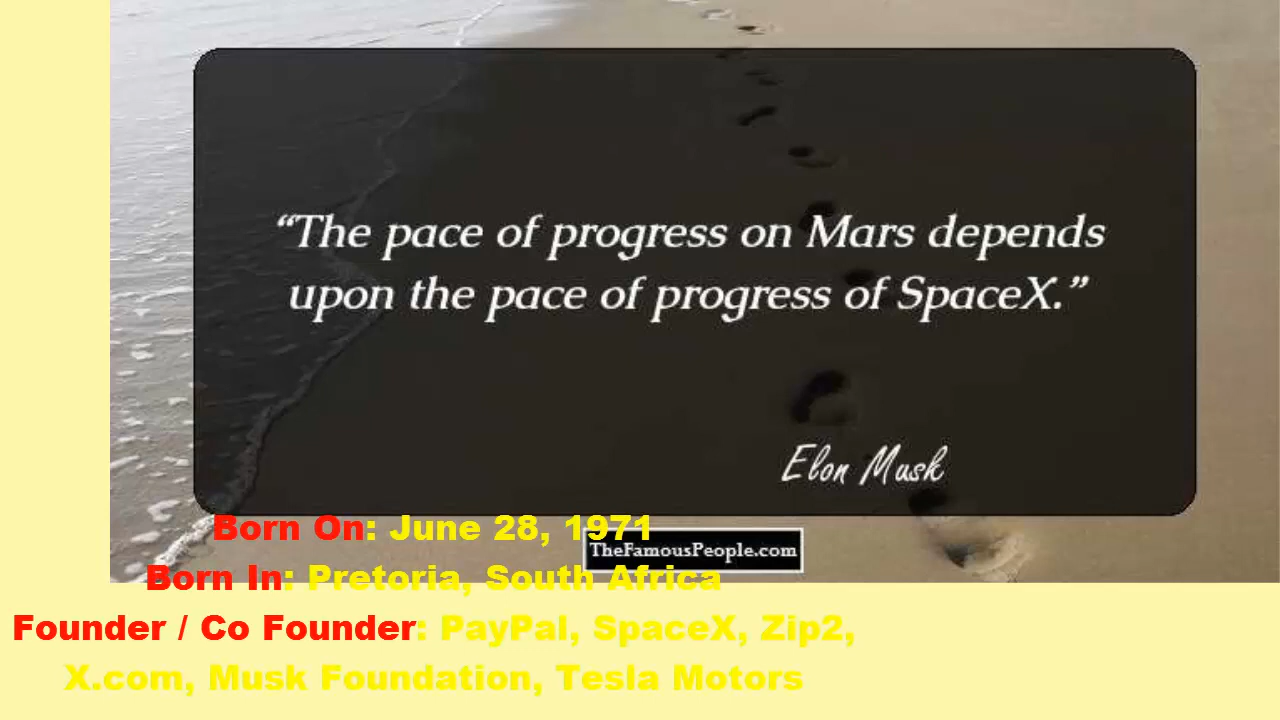 “The pace of progress on Mars depends
upon the pace of progress of SpaceX.”
Elon Musk
Born On: June 28, 1971
TheFamousPeople.com
Born In: Pretoria, South Africa
Founder / Co Founder: PayPal, SpaceX, Zip2,
X.com, Musk Foundation, Tesla Motors